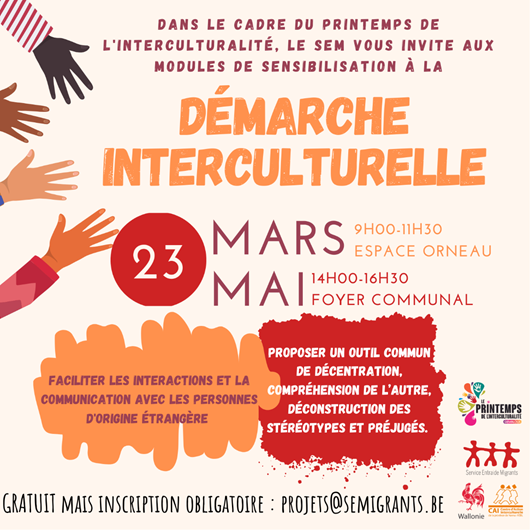 DANS LE CADRE DU PRINTEMPS DE
L'INTERCULTURALITÉ, LE SEM VOUS INVITE AUX
MODULES DE SENSIBILISATION À LA
DÉMARCHE
INTERCULTURELLE
23
MARS
9H00-11H30
ESPACE ORNEAU
MAI
14H00-16H30
FOYER COMMUNAL
FACILITER LES INTERACTIONS ET LA
COMMUNICATION AVEC LES PERSONNES
D'ORIGINE ÉTRANGÈRE
PROPOSER UN OUTIL COMMUN
DE DÉCENTRATION,
COMPRÉHENSION DE L'AUTRE,
DÉCONSTRUCTION DES
STÉRÉOTYPES ET PRÉJUGÉS.
LE
PRINTEMPS
DE L'INTERCULTURALITÉ
Service Entraide Migrants
Wallonie
CAI
GRATUIT MAIS INSCRIPTION OBLIGATOIRE : PROJETS@SEMIGRANTS.BE